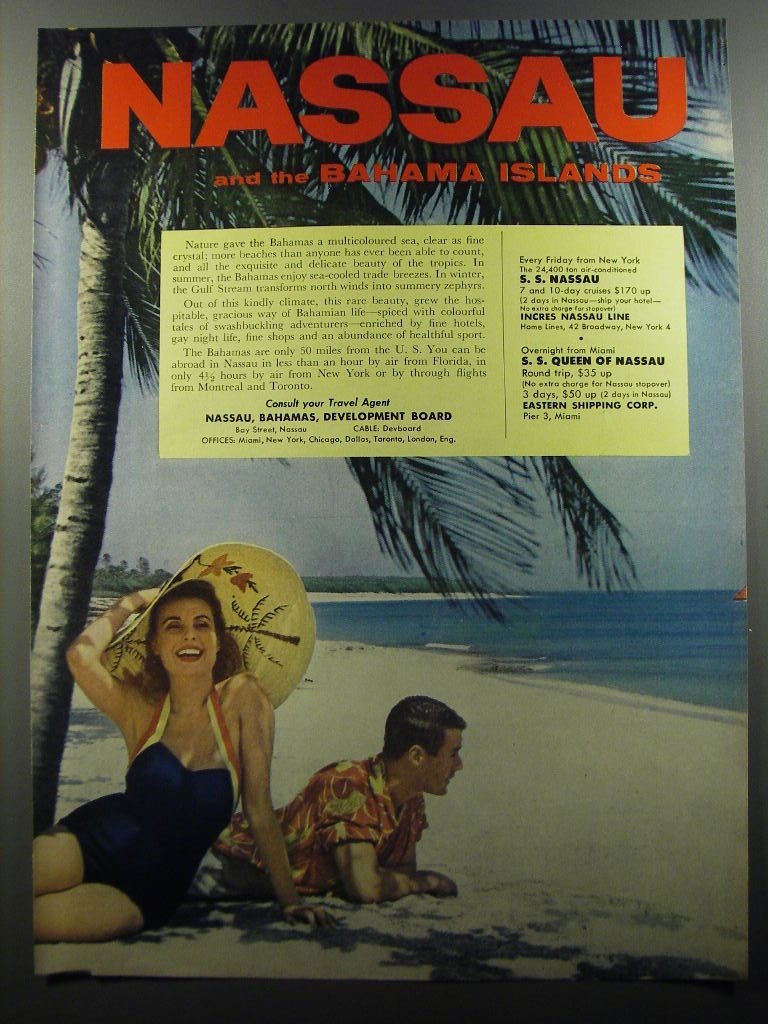 NASSAU
and the BAHAMA ISLANDS
Nature gave the Bahamas a multicoloured sea, clear as fine
crystal; more beaches than anyone has ever been able to count,
and all the exquisite and delicate beauty of the tropics. In
summer, the Bahamas enjoy sea-cooled trade breezes. In winter,
the Gulf Stream transforms north winds into summery zephyrs.
Out of this kindly climate, this rare beauty, grew the hos-
pitable, gracious way of Bahamian life—spiced with colourful
tales of swashbuckling adventurers—enriched by fine hotels,
gay night life, fine shops and an abundance of healthful sport.
The Bahamas are only 50 miles from the U. S. You can be
abroad in Nassau in less than an hour by air from Florida, in
only 4½ hours by air from New York or by through flights
from Montreal and Toronto.
Consult your Travel Agent
NASSAU, BAHAMAS, DEVELOPMENT BOARD
Bay Street, Nassau CABLE: Devboard
OFFICES: Miami, New York, Chicago, Dallas, Toronto, London, Eng.
Every Friday from New York
The 24,400 ton air-conditioned
S. S. NASSAU
7 and 10-day cruises $170 up
(2 days in Nassau—ship your hotel—
No extra charge for stopover)
INCRES NASSAU LINE
Home Lines, 42 Broadway, New York 4
•
Overnight from Miami
S. S. QUEEN OF NASSAU
Round trip, $35 up
(No extra charge for Nassau stopover)
3 days, $50 up (2 days in Nassau)
EASTERN SHIPPING CORP.
Pier 3, Miami